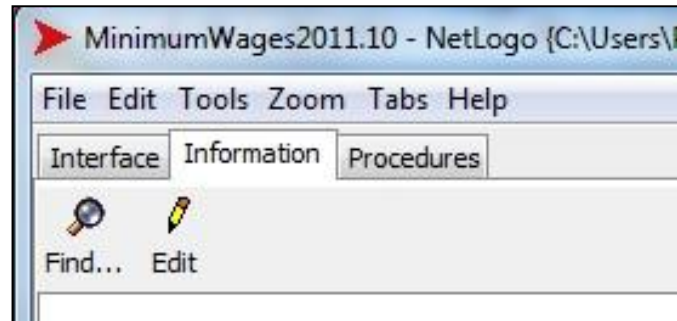 MinimumWages2011.10 - NetLogo {C:\Users\
File Edit Tools Zoom Tabs Help
Interface Information Procedures
Find... Edit